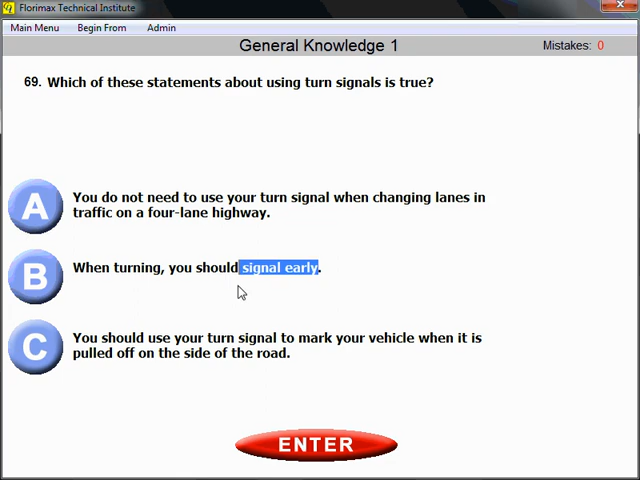 Florimax Technical Institute
Main Menu Begin From Admin
General Knowledge 1 Mistakes: 0
69. Which of these statements about using turn signals is true?
A You do not need to use your turn signal when changing lanes in
traffic on a four-lane highway.
B When turning, you should signal early.
C You should use your turn signal to mark your vehicle when it is
pulled off on the side of the road.
ENTER